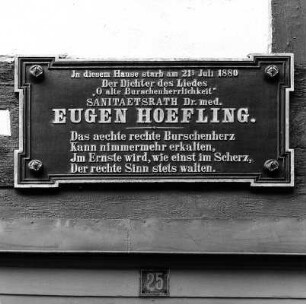 Jn diesem Hause starb am 21t Juli 1880
Der Dichter des Liedes
„O alte Burschenherrlichkeit"
SANITAETSRATH Dr. med.
EUGEN HOEFLING.
Das aechte rechte Burschenherz
Kann nimmermehr erkalten,
Jm Ernste wird, wie einst im Scherz,
Der rechte Sinn stets walten.
25